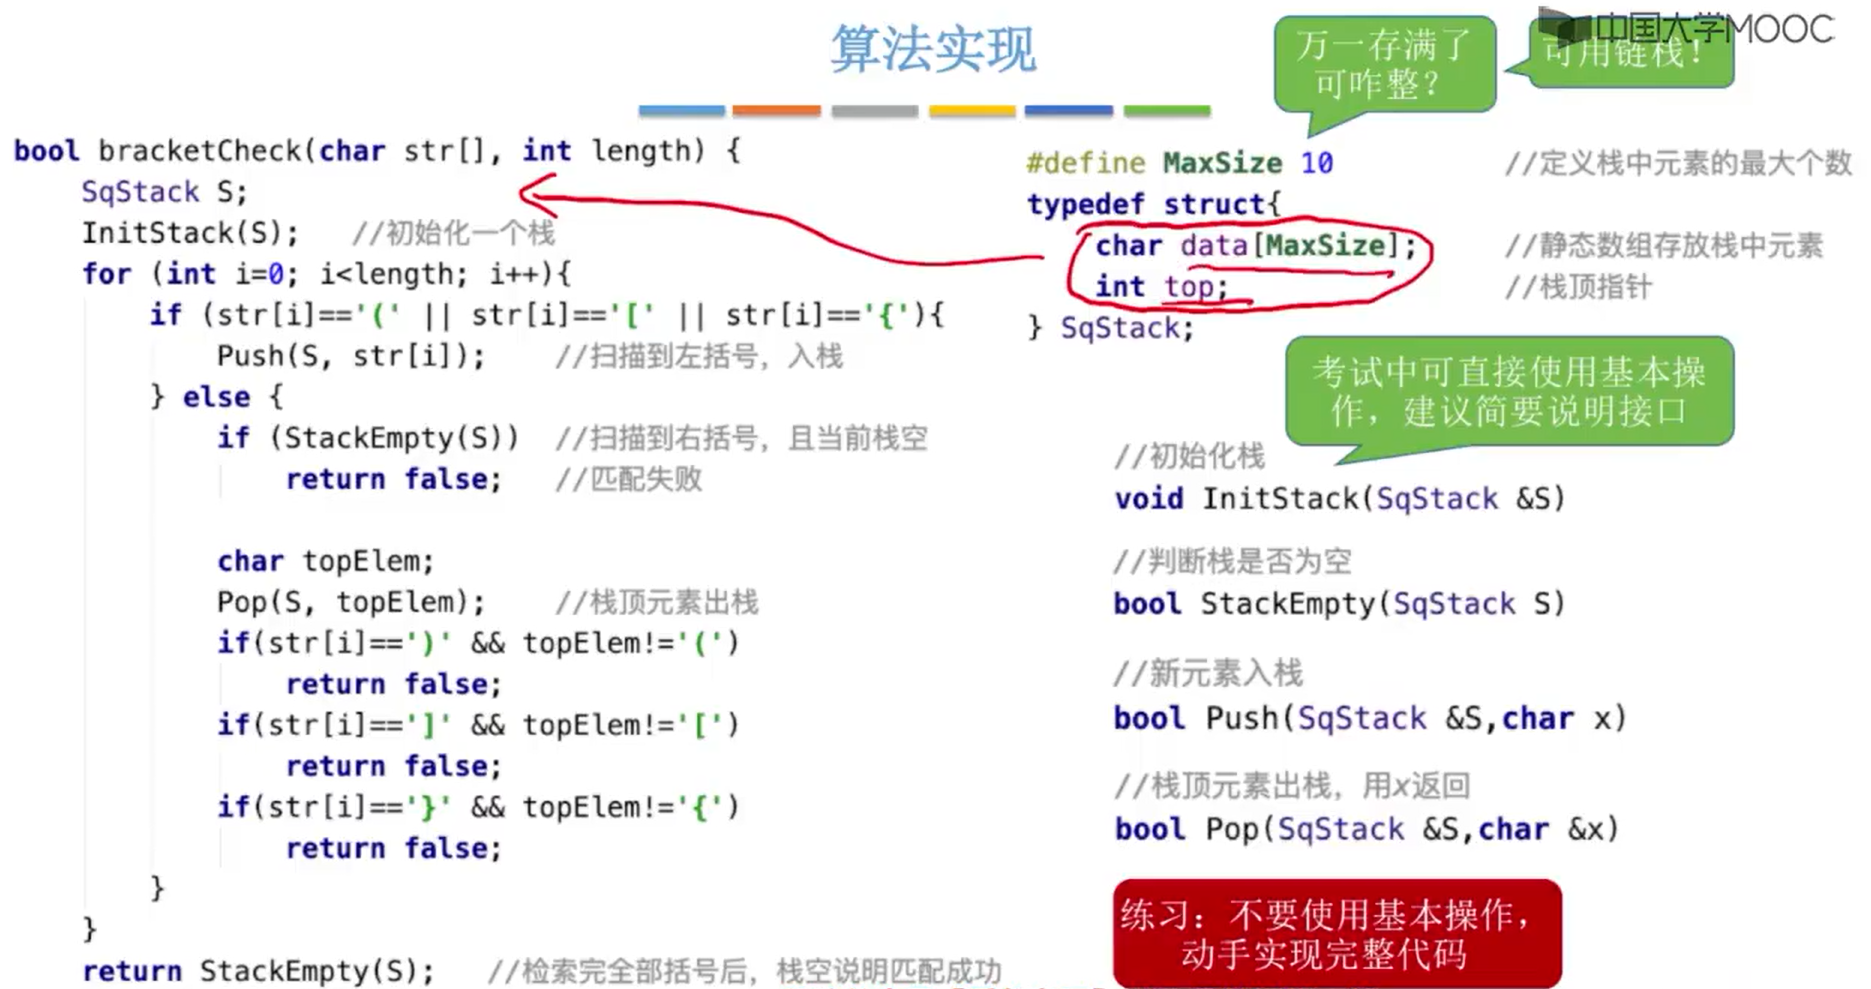 算法实现
万一存满了
可咋整？
可用链栈！
中国大学MOOC
bool bracketCheck(char str[], int length) {
SqStack S;
InitStack(S);   //初始化一个栈
for (int i=0; i<length; i++){
if (str[i]=='(' || str[i]=='[' || str[i]=='{'){
Push(S, str[i]);    //扫描到左括号，入栈
} else {
if (StackEmpty(S))  //扫描到右括号，且当前栈空
return false;   //匹配失败
char topElem;
Pop(S, topElem);    //栈顶元素出栈
if(str[i]==')' && topElem!='(')
return false;
if(str[i]==']' && topElem!='[')
return false;
if(str[i]=='}' && topElem!='{')
return false;
}
}
return StackEmpty(S);   //检索完全部括号后，栈空说明匹配成功
#define MaxSize 10   //定义栈中元素的最大个数
typedef struct{
char data[MaxSize];   //静态数组存放栈中元素
int top;   //栈顶指针
} SqStack;
考试中可直接使用基本操
作，建议简要说明接口
//初始化栈
void InitStack(SqStack &S)
//判断栈是否为空
bool StackEmpty(SqStack S)
//新元素入栈
bool Push(SqStack &S,char x)
//栈顶元素出栈，用x返回
bool Pop(SqStack &S,char &x)
练习：不要使用基本操作，
动手实现完整代码